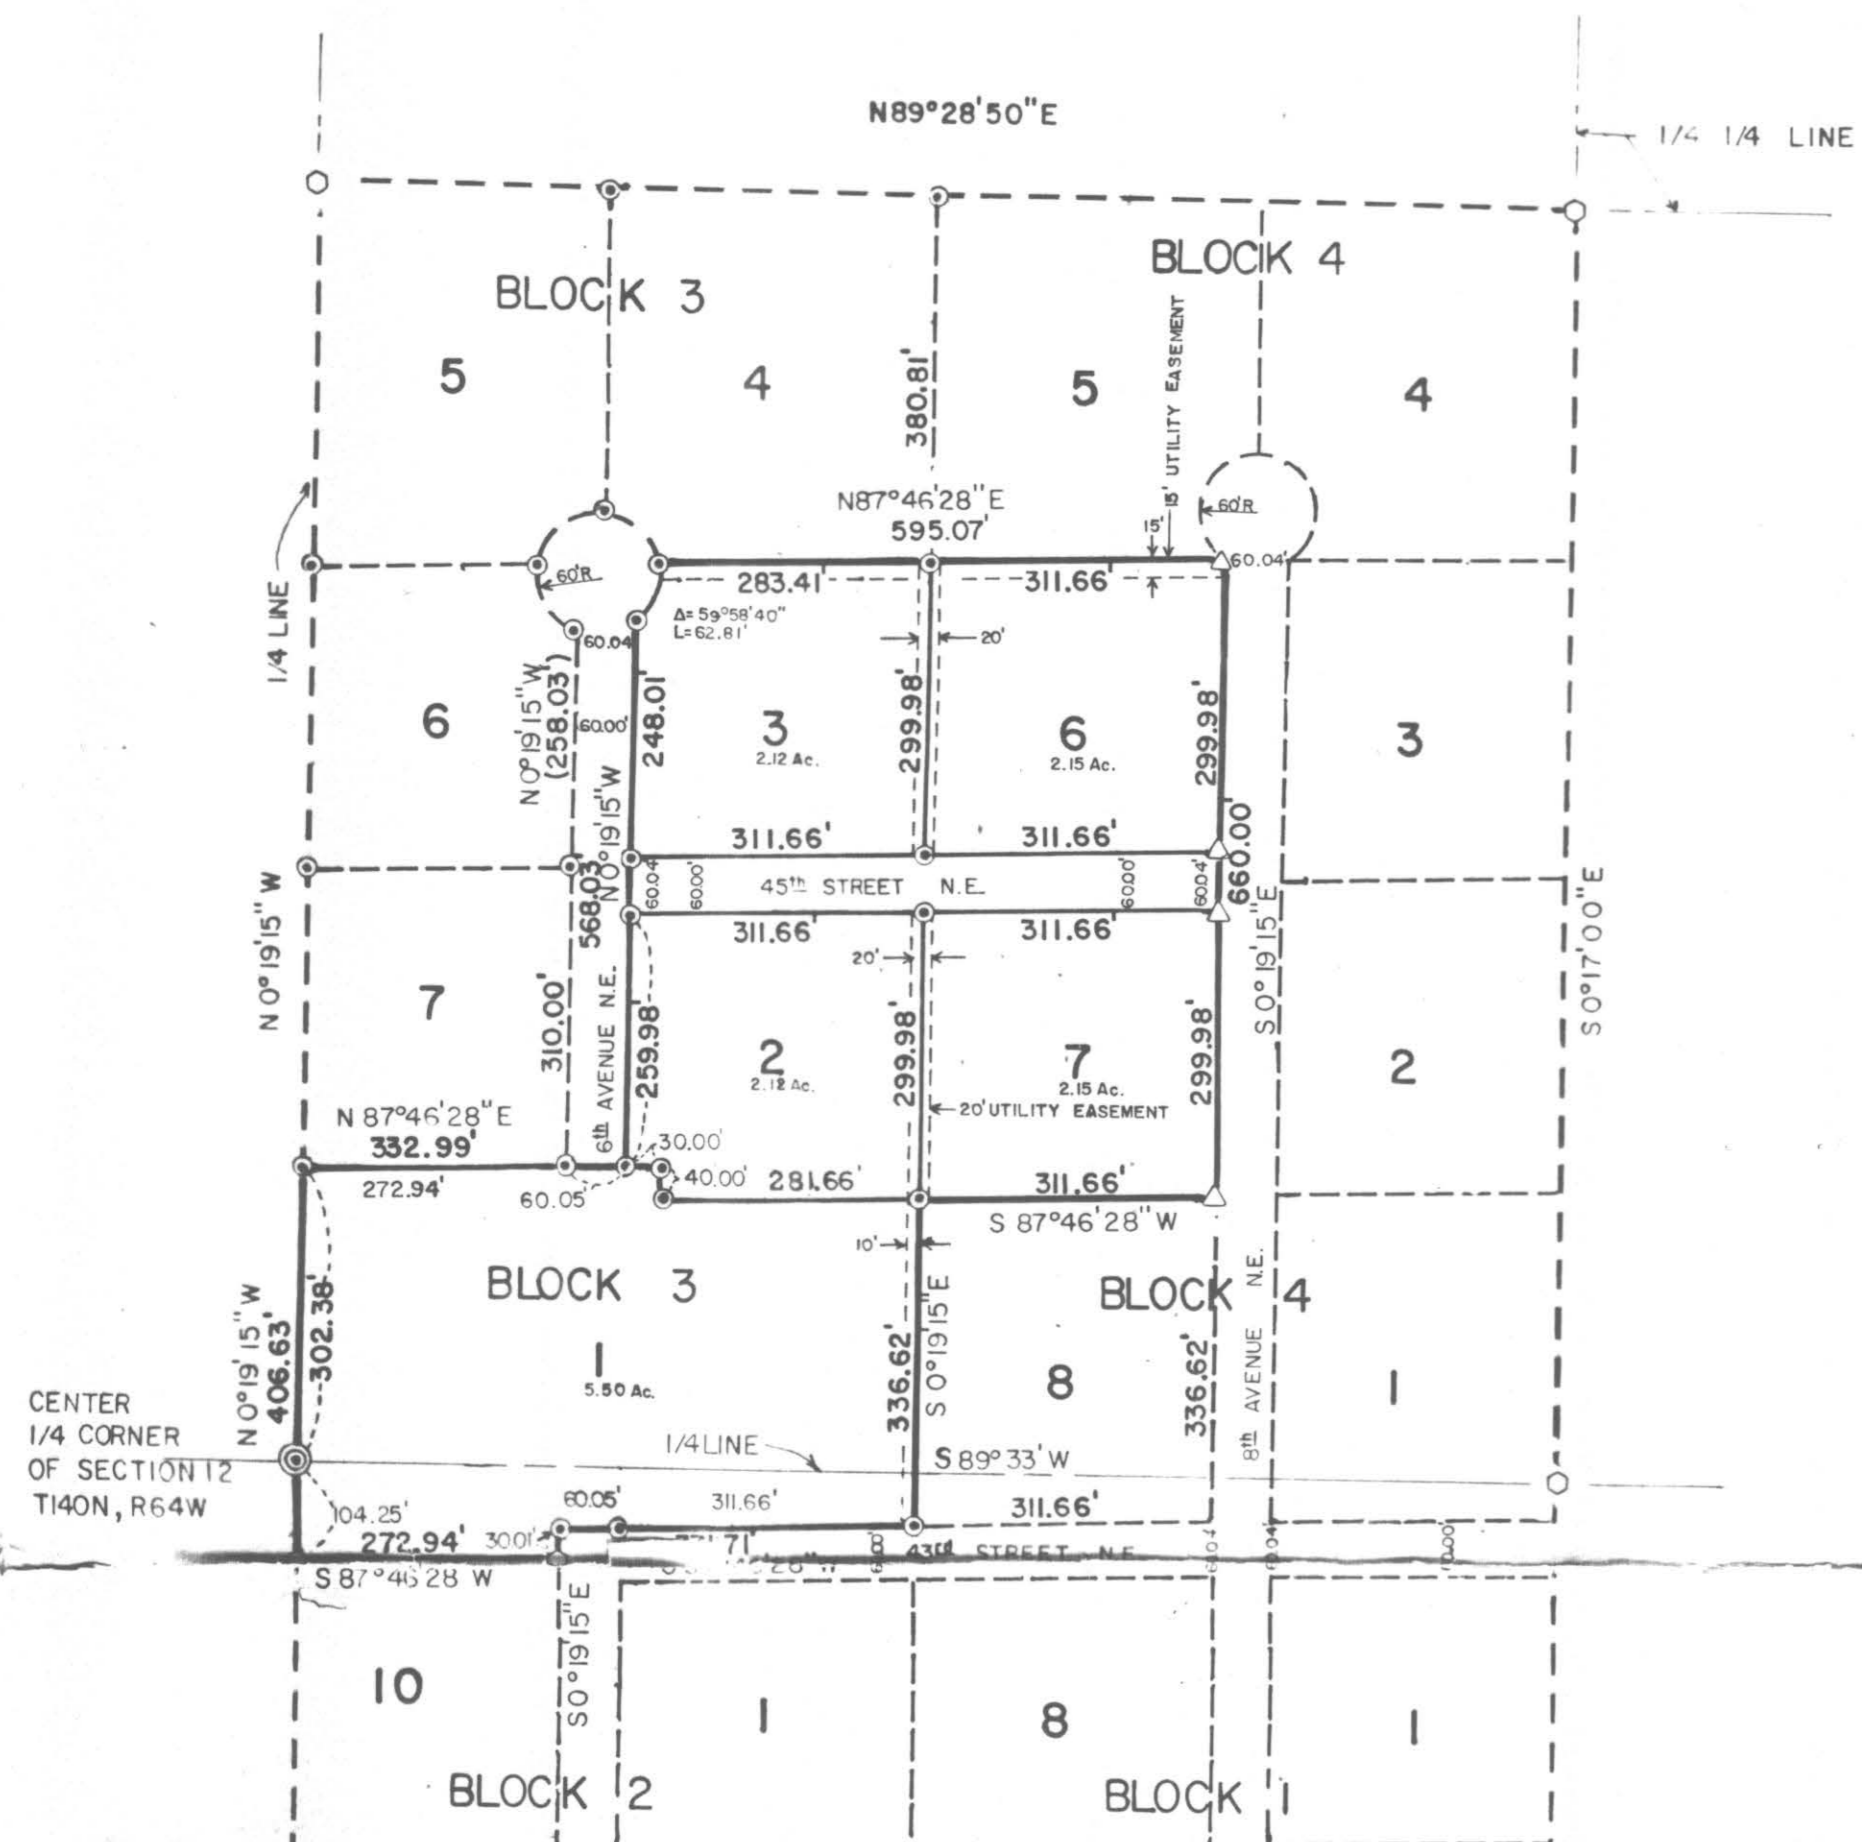 N89°28'50"E
1/4 1/4 LINE
BLOCK 4
BLOCK 3
15' UTILITY EASEMENT
5
4
5
4
380.81'
N87°46'28"E
595.07'
60'R
15'
60.04'
60'R
283.41'
311.66'
1/4 LINE
Δ=59°58'40"
L=62.81'
60.04
20'
N0°19'15"W
(258.03')
60.00'
248.01'
299.98'
299.98'
6
3
2.12 Ac.
6
2.15 Ac.
3
N0°19'15"W
311.66'
311.66'
660.00'
60.04'
60.00'
45th STREET N.E.
60.00'
60.04'
568.03'
311.66'
311.66'
N 0°19'15" W
S 0°19'15"E
S 0°17'00"E
20'
7
310.00'
6th AVENUE N.E.
259.98'
2
2.12 Ac.
299.98'
7
2.15 Ac.
299.98'
2
20' UTILITY EASEMENT
N 87°46'28"E
332.99'
30.00'
272.94'
60.05'
40.00'
281.66'
311.66'
S 87°46'28"W
10'
BLOCK 3
BLOCK 4
8th AVENUE N.E.
N 0°19'15"W
406.63'
302.38'
1
5.50 Ac.
336.62'
S 0°19'15"E
8
336.62'
1
CENTER
1/4 CORNER
OF SECTION 12
T140N, R64W
1/4 LINE
S 89°33' W
104.25'
60.05'
311.66'
311.66'
272.94'
30.01'
71'
43rd STREET N.E.
60.04'
S 87°46'28 W
S 0°19'15"E
10
1
8
1
BLOCK 2
BLOCK 1